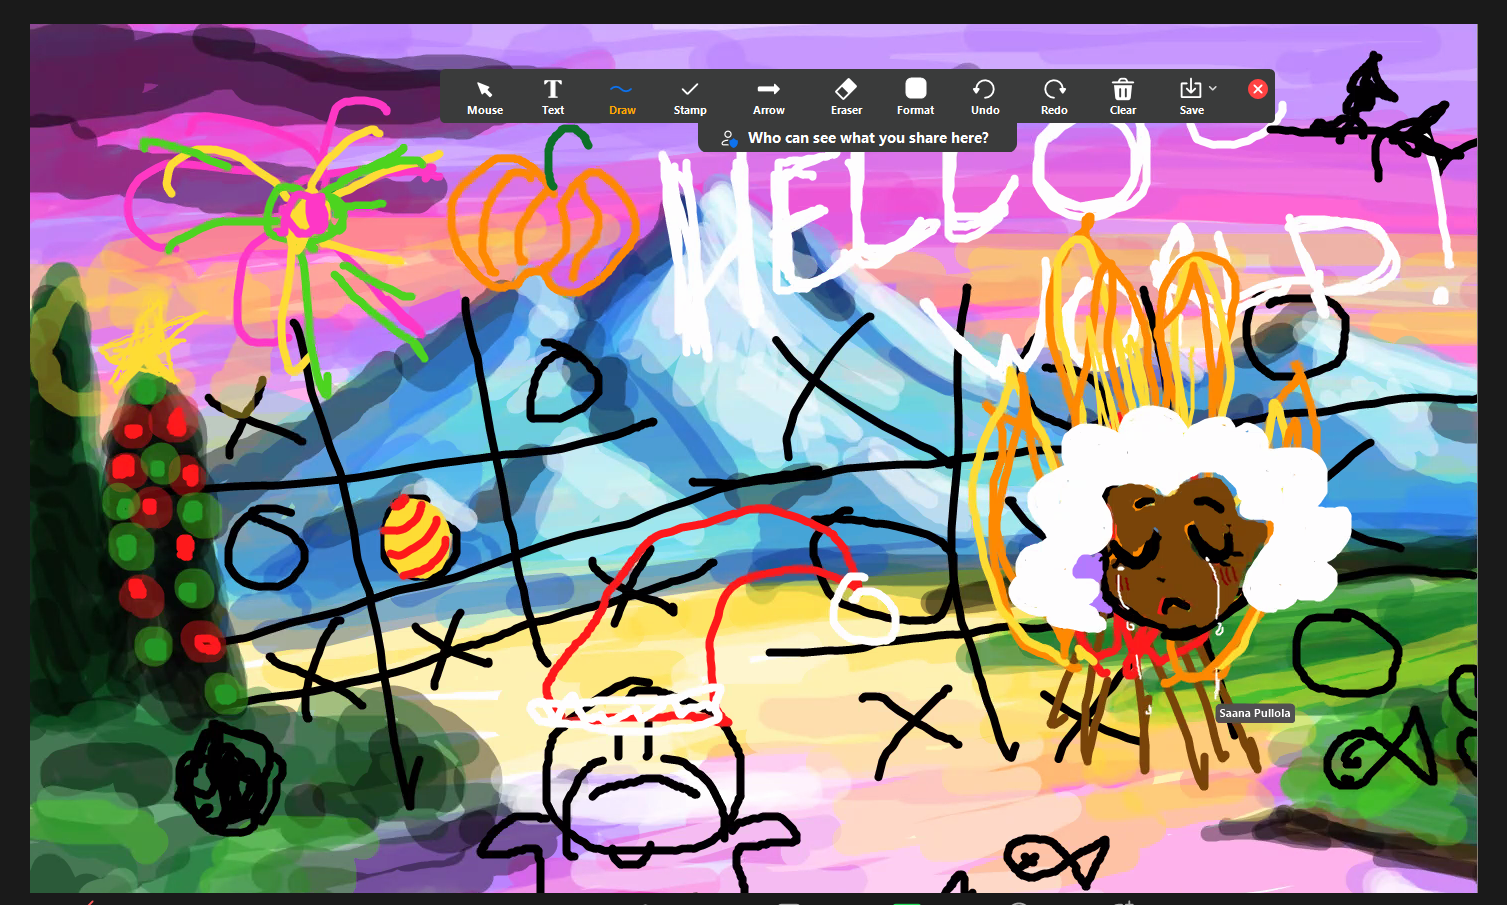 Mouse Text Draw Stamp Arrow Eraser Format Undo Redo Clear Save
Who can see what you share here?
HELLO
WORLD!
Saana Pullola